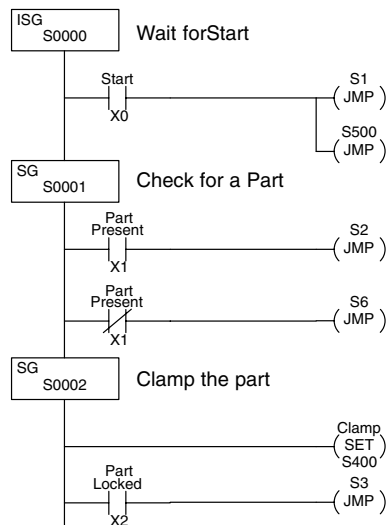 ISG
S0000
Wait forStart
Start
X0
S1
JMP
S500
JMP
SG
S0001
Check for a Part
Part
Present
X1
S2
JMP
Part
Present
X1
S6
JMP
SG
S0002
Clamp the part
Clamp
SET
S400
Part
Locked
X2
S3
JMP